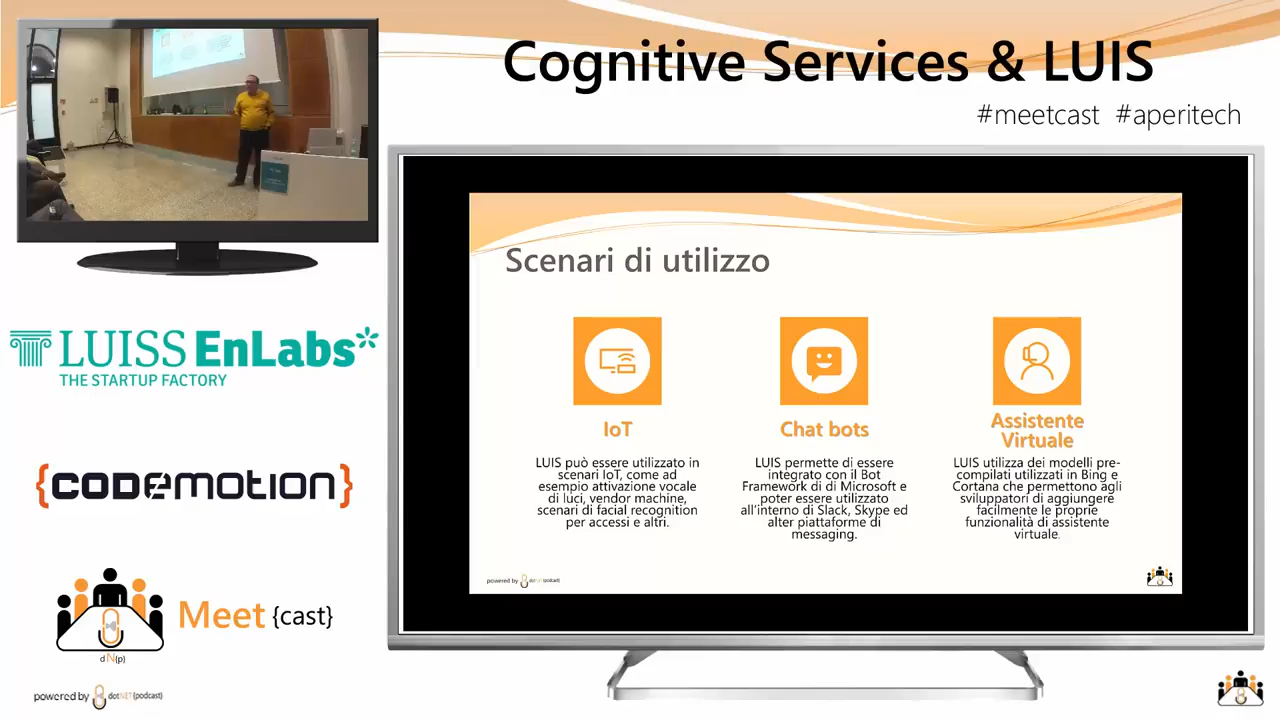 Cognitive Services & LUIS
#meetcast #aperitech
LUISS EnLabs*
THE STARTUP FACTORY
{CODEMOTION}
Meet {cast}
d N(p)
powered by dotNET{podcast}
Scenari di utilizzo
IoT
LUIS può essere utilizzato in
scenari IoT, come ad
esempio attivazione vocale
di luci, vendor machine,
scenari di facial recognition
per accessi e altri.
Chat bots
LUIS permette di essere
integrato con il Bot
Framework di di Microsoft e
poter essere utilizzato
all'interno di Slack, Skype ed
alter piattaforme di
messaging.
Assistente
Virtuale
LUIS utilizza dei modelli pre-
compilati utilizzati in Bing e
Cortana che permettono agli
sviluppatori di aggiungere
facilmente le proprie
funzionalità di assistente
virtuale.
powered by dotNET{podcast}